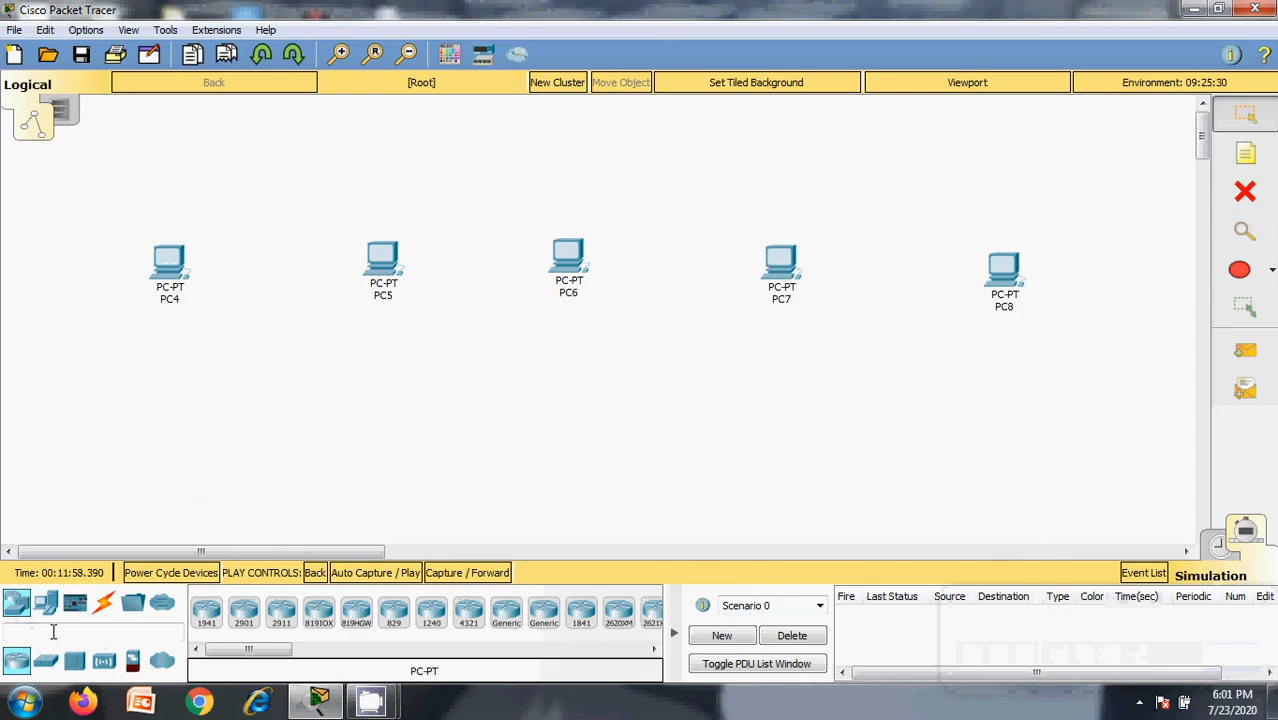 Cisco Packet Tracer
File Edit Options View Tools Extensions Help
Logical Back [Root] New Cluster Move Object Set Tiled Background Viewport Environment: 09:25:30
PC-PT
PC4
PC-PT
PC5
PC-PT
PC6
PC-PT
PC7
PC-PT
PC8
Time: 00:11:58.390 Power Cycle Devices PLAY CONTROLS: Back Auto Capture / Play Capture / Forward Event List Simulation
1941 2901 2911 819IOX 819HGW 829 1240 4321 Generic Generic 1841 2620XM
PC-PT
Scenario 0
New Delete
Toggle PDU List Window
Fire Last Status Source Destination Type Color Time(sec) Periodic Num Edit
6:01 PM
7/23/2020